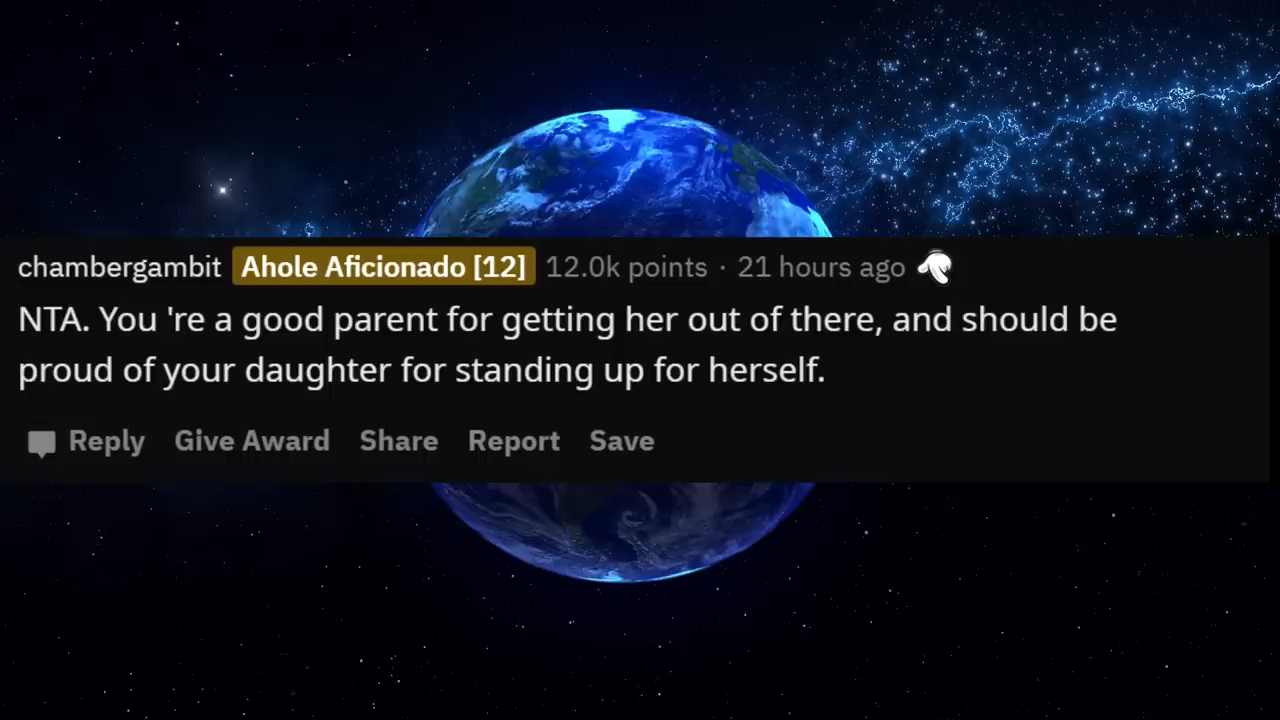 chambergambit Ahole Aficionado [12] 12.0k points · 21 hours ago
NTA. You 're a good parent for getting her out of there, and should be
proud of your daughter for standing up for herself.
Reply Give Award Share Report Save